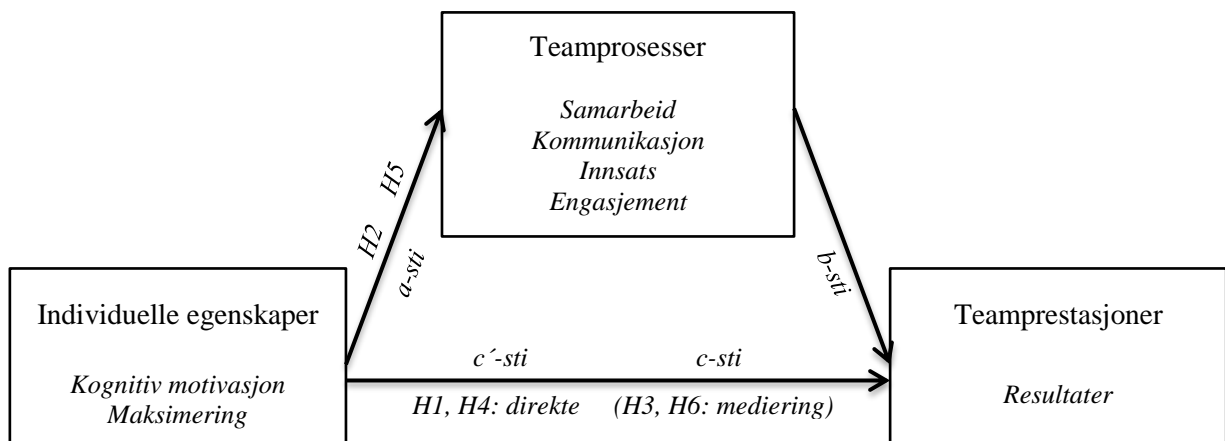 Teamprosesser
Samarbeid
Kommunikasjon
Innsats
Engasjement
H2 H5
a-sti
b-sti
Individuelle egenskaper
Kognitiv motivasjon
Maksimering
c´-sti c-sti
H1, H4: direkte (H3, H6: mediering)
Teamprestasjoner
Resultater